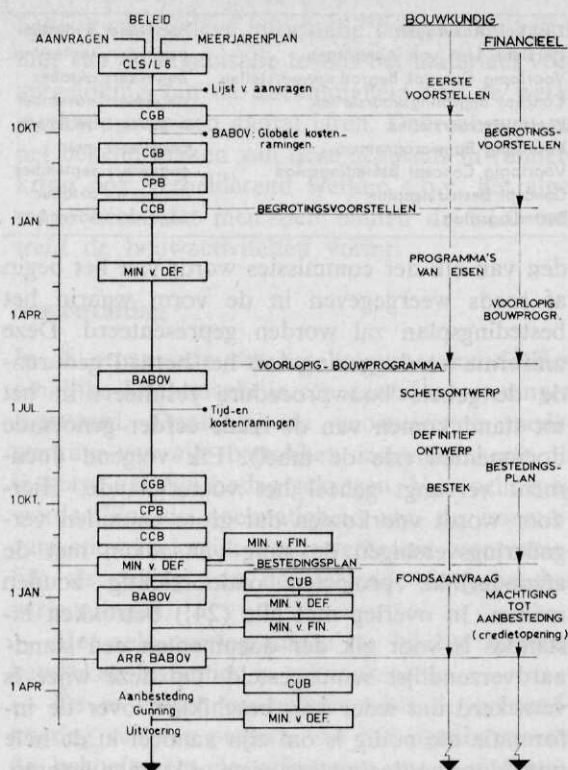 BELEID
AANVRAGEN
MEERJARENPLAN
CLS/LB
Lijst v. aanvragen
CGB
1 OKT.
BABOV: Globale kosten-
ramingen
CGB
CPB
CCB
BEGROTINGSVOORSTELLEN
1 JAN.
MIN. v DEF.
1 APR.
VOORLOPIG - BOUWPROGRAMMA
BABOV
1 JUL.
Tijd-en
kostenramingen
CGB
1 OKT.
CPB
CCB
MIN. v. FIN.
MIN. v DEF.
BESTEDINGSPLAN
CUB
1 JAN.
BABOV
MIN. v DEF.
MIN. v. FIN.
ARR. BABOV
CUB
1 APR.
Aanbesteding
Gunning
MIN. v DEF.
Uitvoering
BOUWKUNDIG
EERSTE
VOORSTELLEN
PROGRAMMA'S
VAN EISEN
SCHETSONTWERP
DEFINITIEF
ONTWERP
BESTEK
FONDSAANVRAAG
FINANCIEEL
BEGROTINGS-
VOORSTELLEN
VOORLOPIG
BOUWPROGR.
BESTEDINGS-
PLAN
MACHTIGING
TOT
AANBESTEDING
(credietopening)